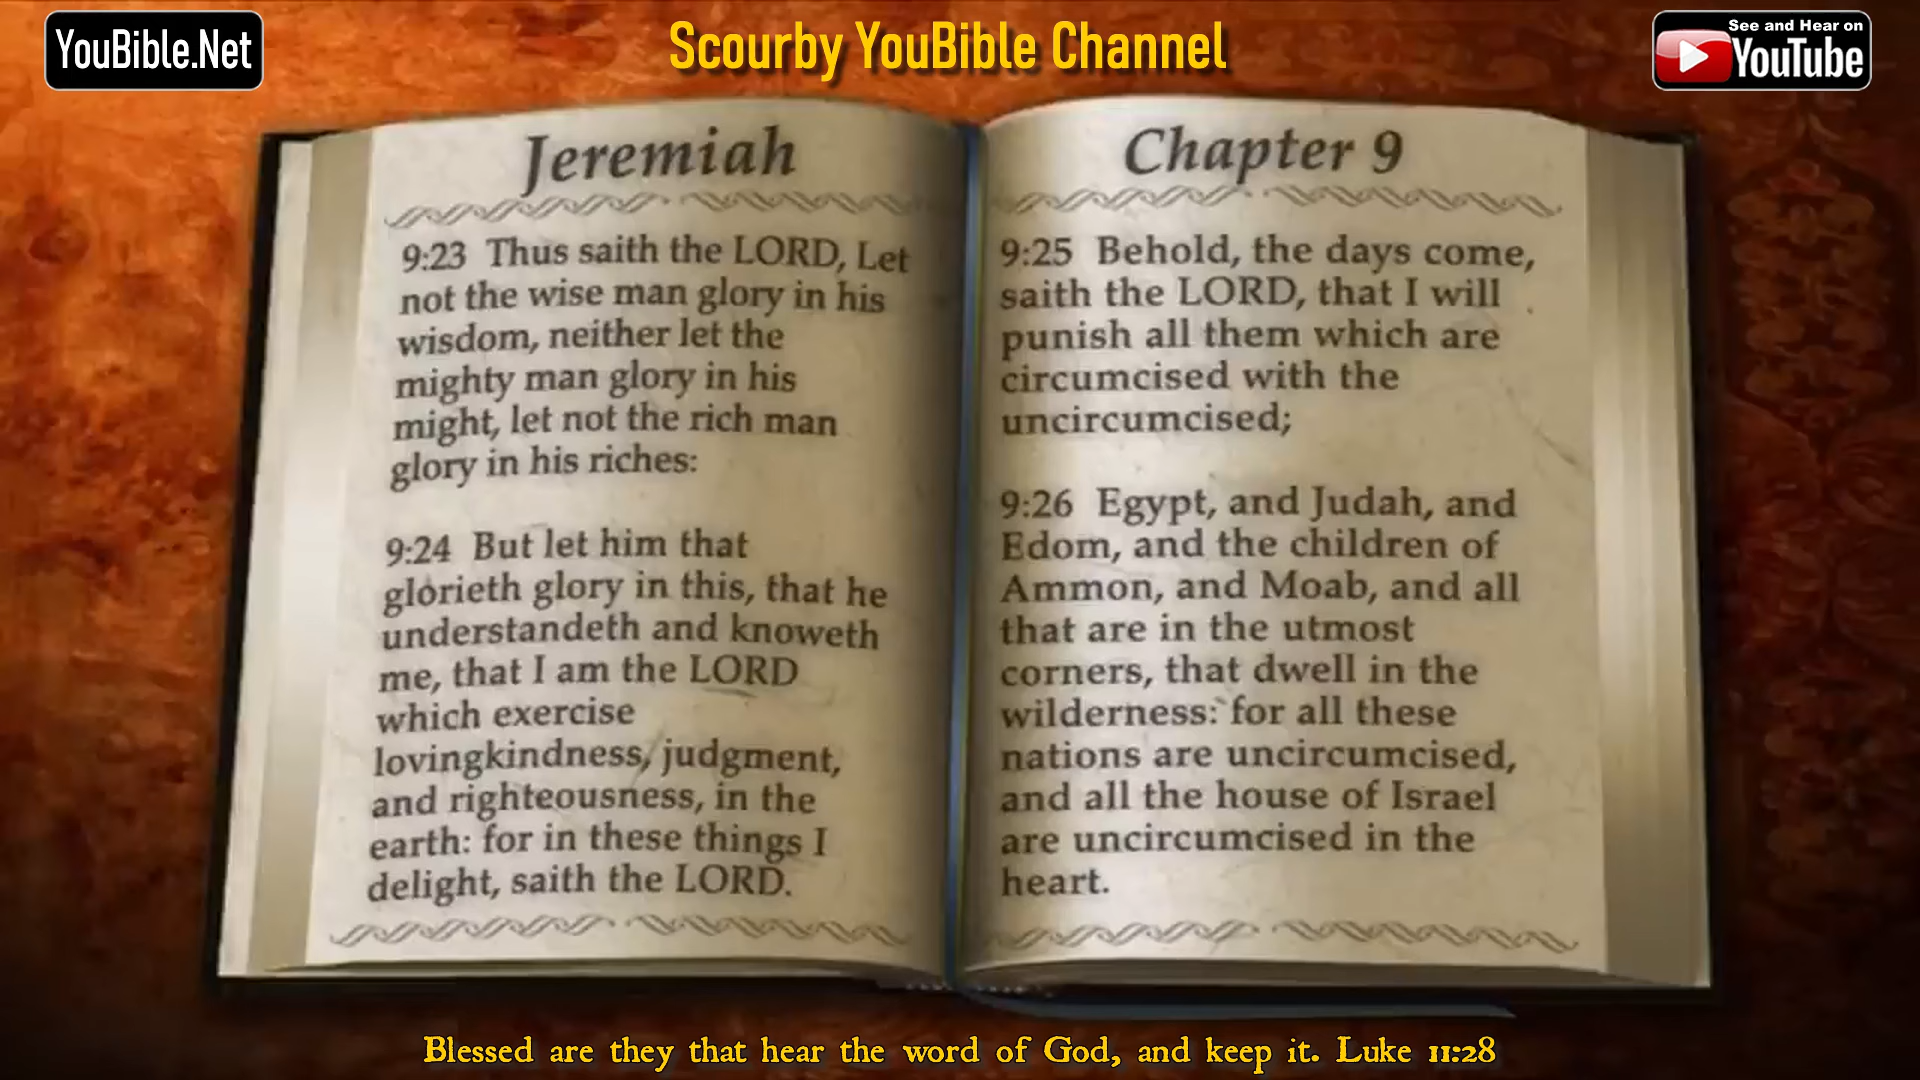 YouBible.Net
Scourby YouBible Channel
See and Hear on
YouTube
Jeremiah
9:23 Thus saith the LORD, Let
not the wise man glory in his
wisdom, neither let the
mighty man glory in his
might, let not the rich man
glory in his riches:
9:24 But let him that
glorieth glory in this, that he
understandeth and knoweth
me, that I am the LORD
which exercise
lovingkindness, judgment,
and righteousness, in the
earth: for in these things I
delight, saith the LORD.
Chapter 9
9:25 Behold, the days come,
saith the LORD, that I will
punish all them which are
circumcised with the
uncircumcised;
9:26 Egypt, and Judah, and
Edom, and the children of
Ammon, and Moab, and all
that are in the utmost
corners, that dwell in the
wilderness: for all these
nations are uncircumcised,
and all the house of Israel
are uncircumcised in the
heart.
Blessed are they that hear the word of God, and keep it. Luke 11:28